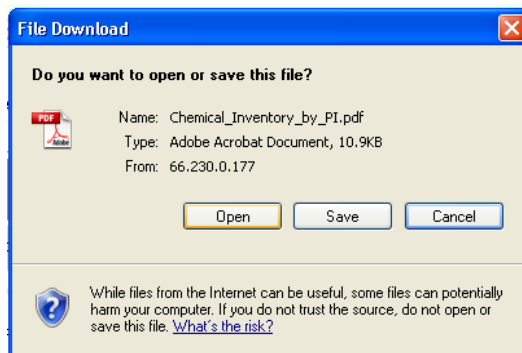 File Download
Do you want to open or save this file?
PDF
Adobe
Name: Chemical_Inventory_by_PI.pdf
Type: Adobe Acrobat Document, 10.9KB
From: 66.230.0.177
Open Save Cancel
While files from the Internet can be useful, some files can potentially
harm your computer. If you do not trust the source, do not open or
save this file. What's the risk?